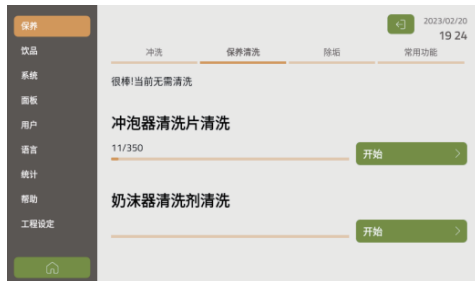 保养
饮品
系统
面板
用户
语言
统计
帮助
工程设定
2023/02/20
19 24
冲洗 保养清洗 除垢 常用功能
很棒!当前无需清洗
冲泡器清洗片清洗
11/350
开始
奶沫器清洗剂清洗
开始